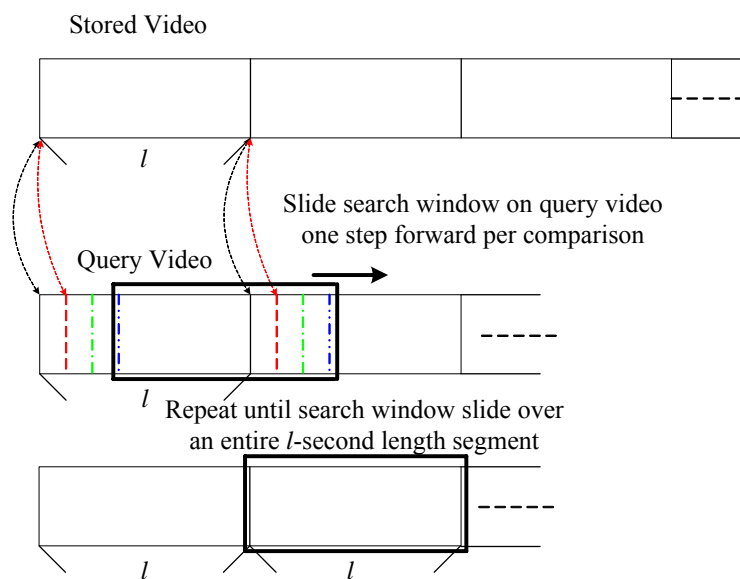 Stored Video
l
Slide search window on query video
one step forward per comparison
Query Video
l
Repeat until search window slide over
an entire l-second length segment
l
l